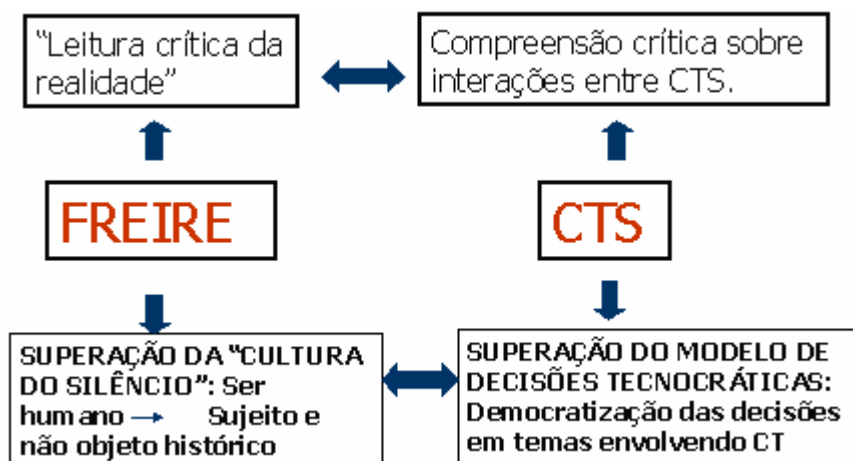 “Leitura crítica da
realidade”
Compreensão crítica sobre
interações entre CTS.
FREIRE
CTS
SUPERAÇÃO DA “CULTURA
DO SILÊNCIO”: Ser
humano → Sujeito e
não objeto histórico
SUPERAÇÃO DO MODELO DE
DECISÕES TECNOCRÁTICAS:
Democratização das decisões
em temas envolvendo CT